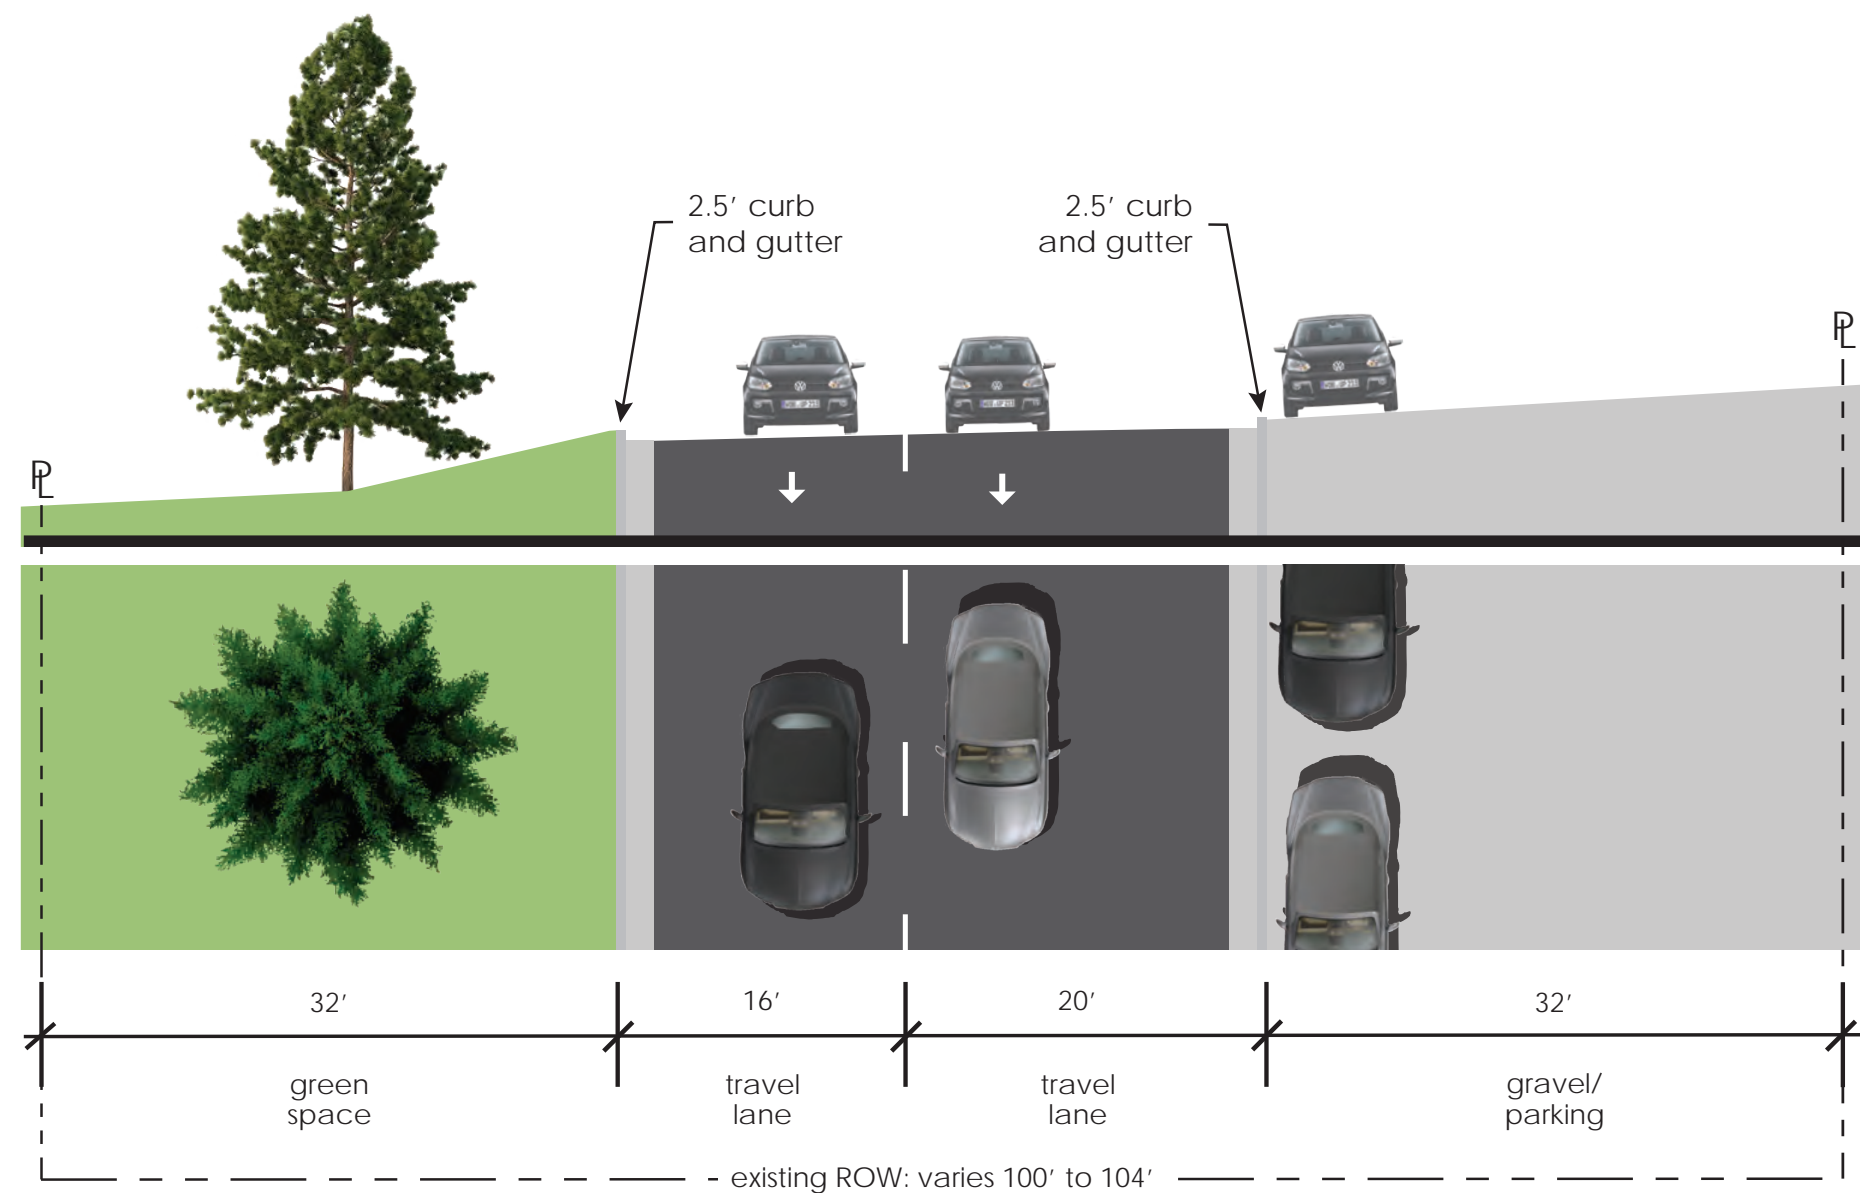 2.5' curb
and gutter
2.5' curb
and gutter
PL
PL
32'
16'
20'
32'
green
space
travel
lane
travel
lane
gravel/
parking
existing ROW: varies 100' to 104'